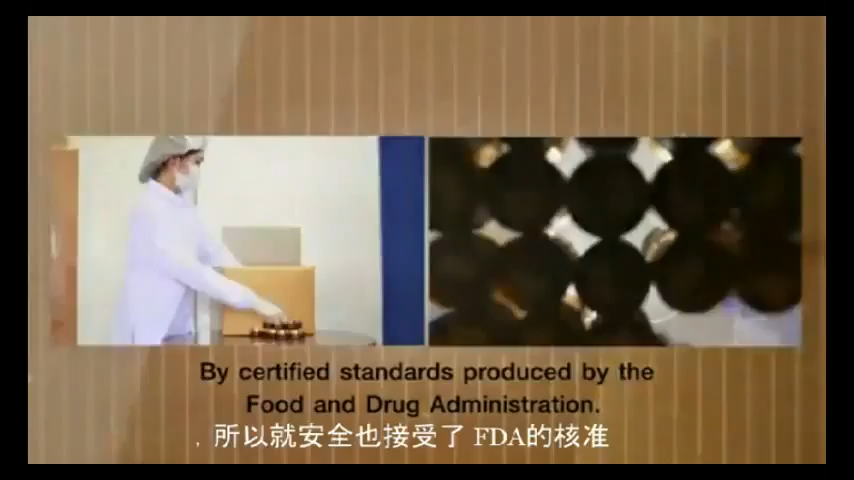 By certified standards produced by the
Food and Drug Administration.
，所以就安全也接受了 FDA的核准